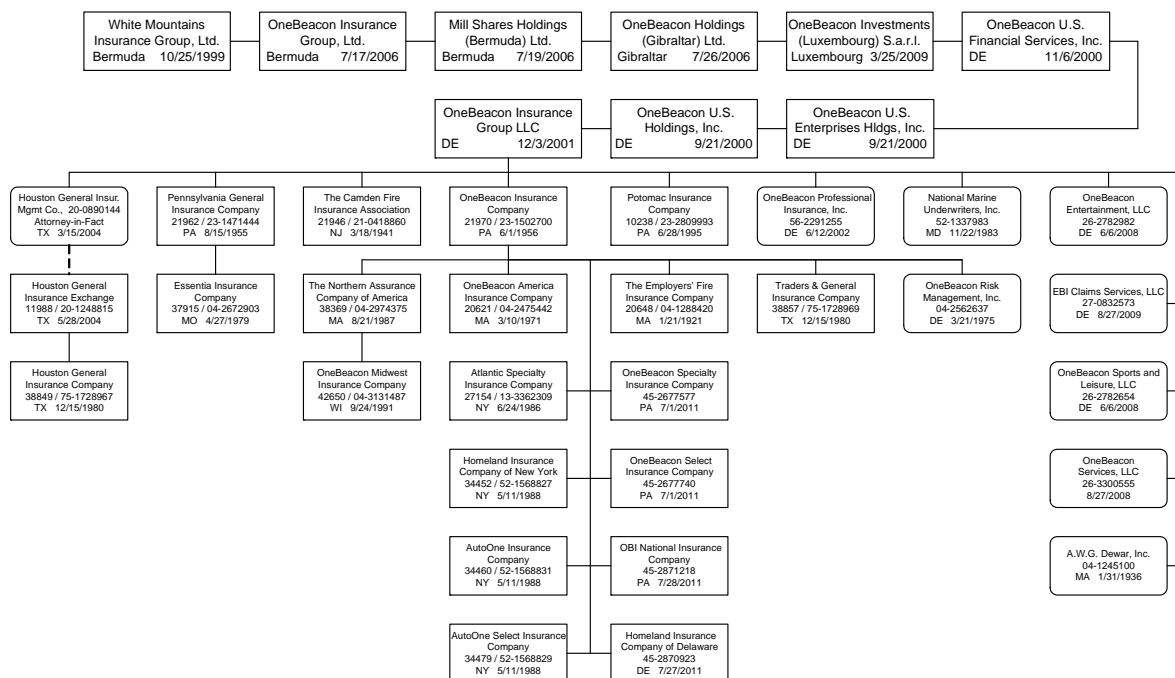 White Mountains
Insurance Group, Ltd.
Bermuda 10/25/1999
OneBeacon Insurance
Group, Ltd.
Bermuda 7/17/2006
Mill Shares Holdings
(Bermuda) Ltd.
Bermuda 7/19/2006
OneBeacon Holdings
(Gibraltar) Ltd.
Gibraltar 7/26/2006
OneBeacon Investments
(Luxembourg) S.a.r.l.
Luxembourg 3/25/2009
OneBeacon U.S.
Financial Services, Inc.
DE 11/6/2000
OneBeacon Insurance
Group LLC
DE 12/3/2001
OneBeacon U.S.
Holdings, Inc.
DE 9/21/2000
OneBeacon U.S.
Enterprises Hldgs, Inc.
DE 9/21/2000
Houston General Insur.
Mgmt Co., 20-0890144
Attorney-in-Fact
TX 3/15/2004
Pennsylvania General
Insurance Company
21962 / 23-1471444
PA 8/15/1955
The Camden Fire
Insurance Association
21946 / 21-0418860
NJ 3/18/1941
OneBeacon Insurance
Company
21970 / 23-1502700
PA 6/1/1956
Potomac Insurance
Company
10238 / 23-2809993
PA 6/28/1995
OneBeacon Professional
Insurance, Inc.
56-2291255
DE 6/12/2002
National Marine
Underwriters, Inc.
52-1337983
MD 11/22/1983
OneBeacon
Entertainment, LLC
26-2782982
DE 6/6/2008
Houston General
Insurance Exchange
11988 / 20-1248815
TX 5/28/2004
Essentia Insurance
Company
37915 / 04-2672903
MO 4/27/1979
The Northern Assurance
Company of America
38369 / 04-2974375
MA 8/21/1987
OneBeacon America
Insurance Company
20621 / 04-2475442
MA 3/10/1971
The Employers' Fire
Insurance Company
20648 / 04-1288420
MA 1/21/1921
Traders & General
Insurance Company
38857 / 75-1728969
TX 12/15/1980
OneBeacon Risk
Management, Inc.
04-2562637
DE 3/21/1975
EBI Claims Services, LLC
27-0832573
DE 8/27/2009
Houston General
Insurance Company
38849 / 75-1728967
TX 12/15/1980
OneBeacon Midwest
Insurance Company
42650 / 04-3131487
WI 9/24/1991
Atlantic Specialty
Insurance Company
27154 / 13-3362309
NY 6/24/1986
OneBeacon Specialty
Insurance Company
45-2677577
PA 7/1/2011
OneBeacon Sports and
Leisure, LLC
26-2782654
DE 6/6/2008
Homeland Insurance
Company of New York
34452 / 52-1568827
NY 5/11/1988
OneBeacon Select
Insurance Company
45-2677740
PA 7/1/2011
OneBeacon
Services, LLC
26-3300555
8/27/2008
AutoOne Insurance
Company
34460 / 52-1568831
NY 5/11/1988
OBI National Insurance
Company
45-2871218
PA 7/28/2011
A.W.G. Dewar, Inc.
04-1245100
MA 1/31/1936
AutoOne Select Insurance
Company
34479 / 52-1568829
NY 5/11/1988
Homeland Insurance
Company of Delaware
45-2870923
DE 7/27/2011